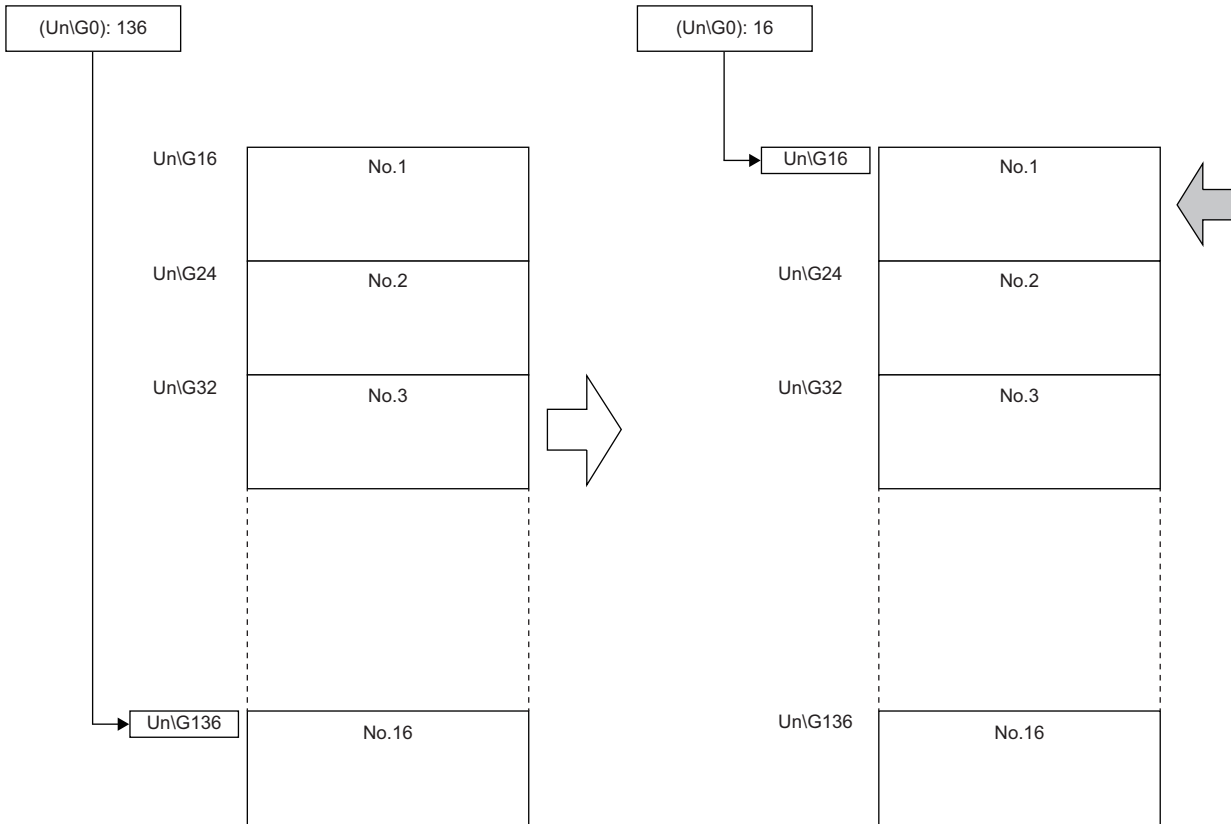 (Un\G0): 136
Un\G16
No.1
Un\G24
No.2
Un\G32
No.3
Un\G136
No.16
(Un\G0): 16
Un\G16
No.1
Un\G24
No.2
Un\G32
No.3
Un\G136
No.16